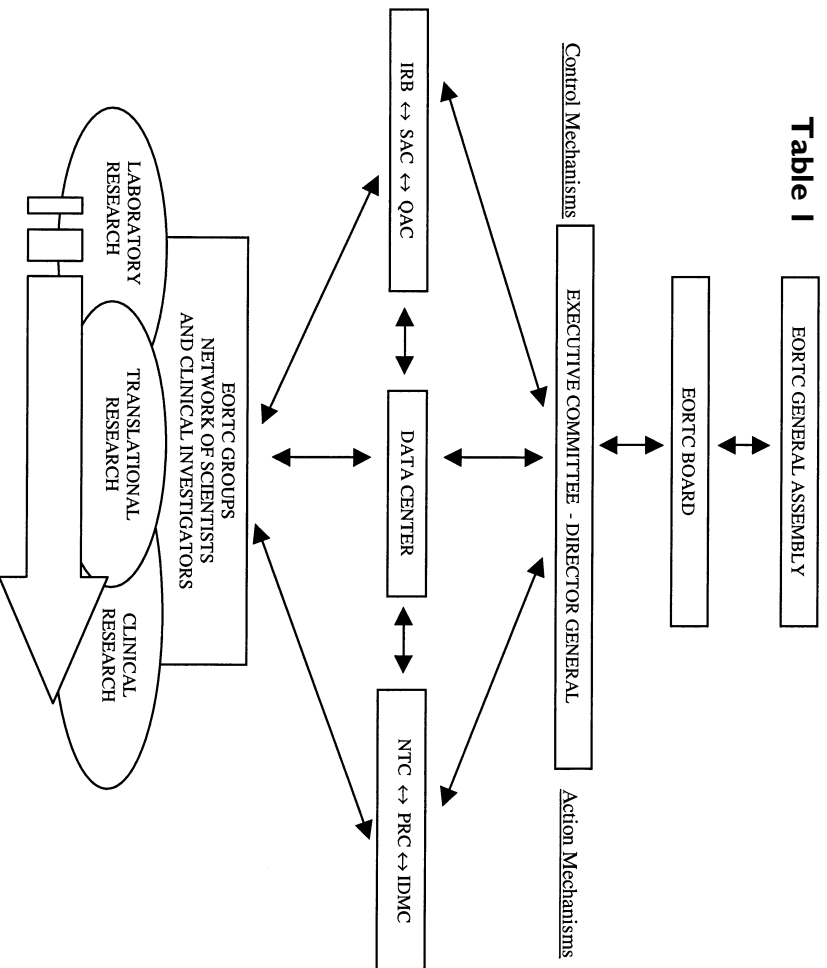 Table I
EORTC GENERAL ASSEMBLY
EORTC BOARD
Control Mechanisms
EXECUTIVE COMMITTEE - DIRECTOR GENERAL
Action Mechanisms
IRB ↔ SAC ↔ QAC
DATA CENTER
NTC ↔ PRC ↔ IDMC
EORTC GROUPS
NETWORK OF SCIENTISTS
AND CLINICAL INVESTIGATORS
LABORATORY
RESEARCH
TRANSLATIONAL
RESEARCH
CLINICAL
RESEARCH